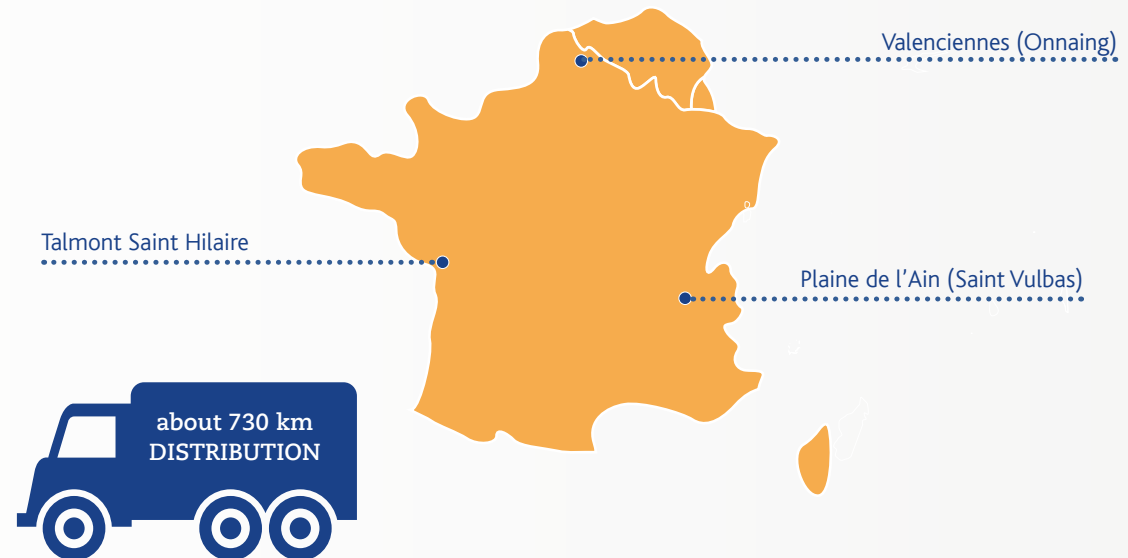 Valenciennes (Onnaing)
Talmont Saint Hilaire
Plaine de l’Ain (Saint Vulbas)
about 730 km
DISTRIBUTION